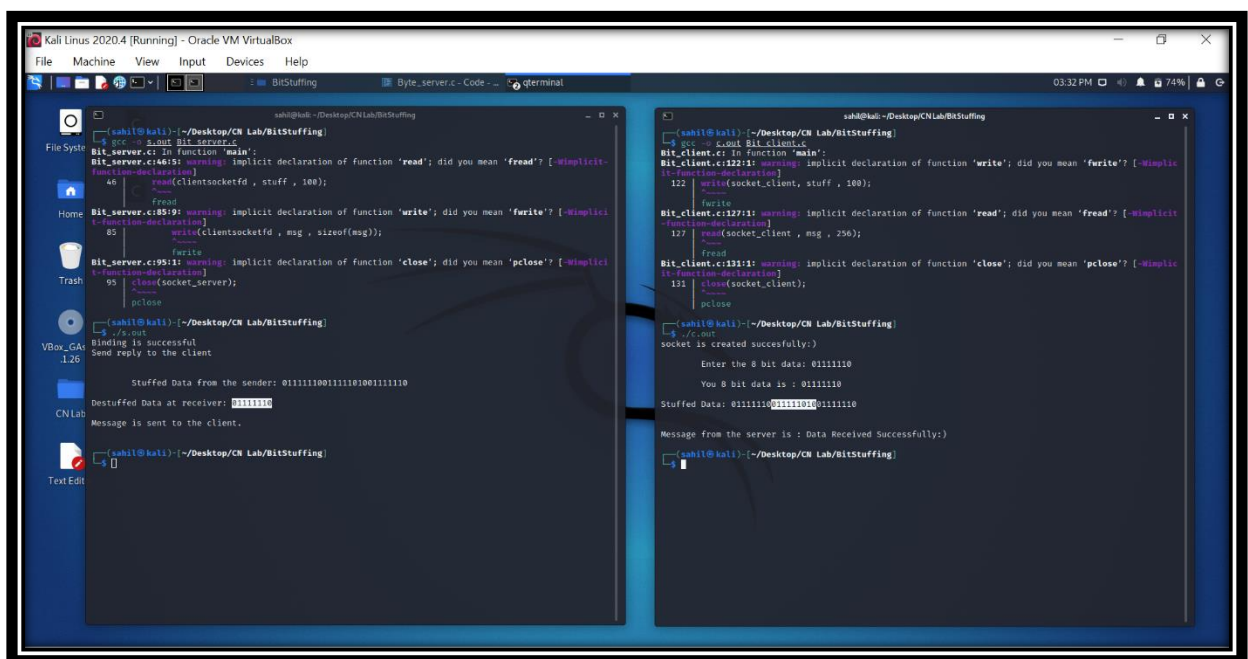 Kali Linus 2020.4 [Running] - Oracle VM VirtualBox
File Machine View Input Devices Help
BitStuffing Byte_server.c - Code - ... qterminal 03:32 PM 74%
File Syste
Home
Trash
VBox_GAs
.1.26
CN Lab
Text Edit
sahil@kali: ~/Desktop/CN Lab/BitStuffing
(sahil㉿kali)-[~/Desktop/CN Lab/BitStuffing]
$ gcc -o s.out Bit_server.c
Bit_server.c: In function 'main':
Bit_server.c:46:5: warning: implicit declaration of function 'read'; did you mean 'fread'? [-Wimplicit-
function-declaration]
46 | read(clientsocketfd , stuff , 100);
| ^~~~
| fread
Bit_server.c:85:9: warning: implicit declaration of function 'write'; did you mean 'fwrite'? [-Wimplici
t-function-declaration]
85 | write(clientsocketfd , msg , sizeof(msg));
| ^~~~~
| fwrite
Bit_server.c:95:1: warning: implicit declaration of function 'close'; did you mean 'pclose'? [-Wimplici
t-function-declaration]
95 | close(socket_server);
| ^~~~~
| pclose
(sahil㉿kali)-[~/Desktop/CN Lab/BitStuffing]
$ ./s.out
Binding is successful
Send reply to the client
Stuffed Data from the sender: 0111111001111101001111110
Destuffed Data at receiver: 01111110
Message is sent to the client.
(sahil㉿kali)-[~/Desktop/CN Lab/BitStuffing]
$
sahil@kali: ~/Desktop/CN Lab/BitStuffing
(sahil㉿kali)-[~/Desktop/CN Lab/BitStuffing]
$ gcc -o c.out Bit_client.c
Bit_client.c: In function 'main':
Bit_client.c:122:1: warning: implicit declaration of function 'write'; did you mean 'fwrite'? [-Wimplic
it-function-declaration]
122 | write(socket_client, stuff , 100);
| ^~~~~
| fwrite
Bit_client.c:127:1: warning: implicit declaration of function 'read'; did you mean 'fread'? [-Wimplicit
-function-declaration]
127 | read(socket_client , msg , 256);
| ^~~~
| fread
Bit_client.c:131:1: warning: implicit declaration of function 'close'; did you mean 'pclose'? [-Wimplic
it-function-declaration]
131 | close(socket_client);
| ^~~~~
| pclose
(sahil㉿kali)-[~/Desktop/CN Lab/BitStuffing]
$ ./c.out
socket is created succesfully:)
Enter the 8 bit data: 01111110
You 8 bit data is : 01111110
Stuffed Data: 0111111001111101001111110
Message from the server is : Data Received Successfully:)
(sahil㉿kali)-[~/Desktop/CN Lab/BitStuffing]
$